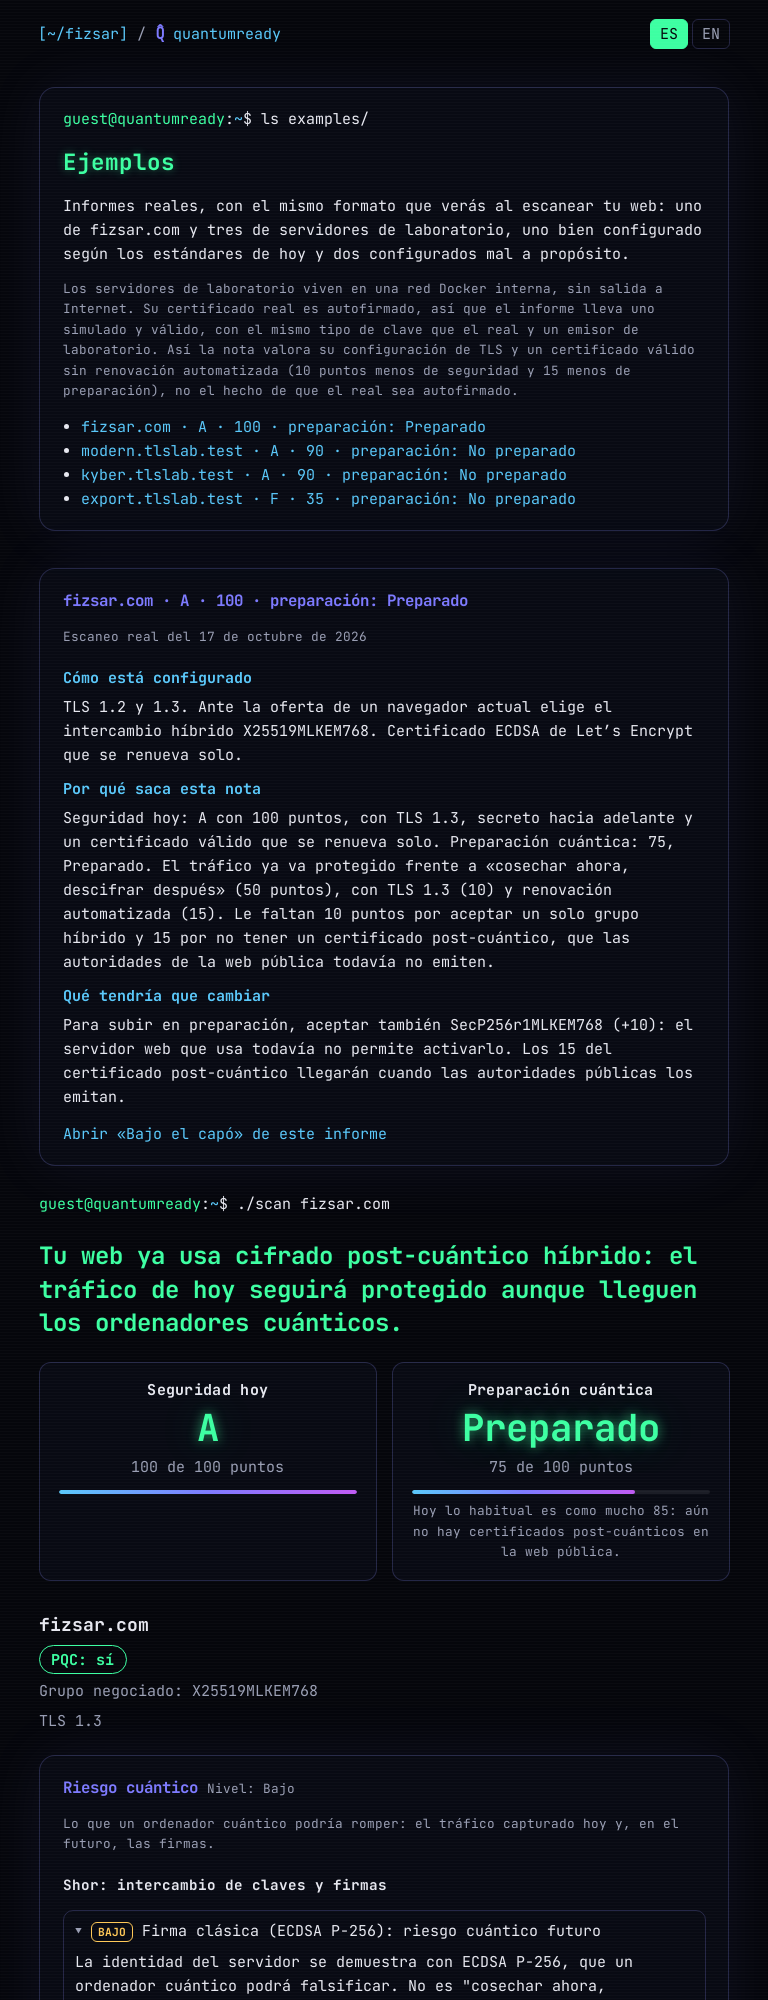 [~/fizsar] / Q̂ quantumready
ES EN
guest@quantumready:~$ ls examples/
Ejemplos
Informes reales, con el mismo formato que verás al escanear tu web: uno
de fizsar.com y tres de servidores de laboratorio, uno bien configurado
según los estándares de hoy y dos configurados mal a propósito.
Los servidores de laboratorio viven en una red Docker interna, sin salida a
Internet. Su certificado real es autofirmado, así que el informe lleva uno
simulado y válido, con el mismo tipo de clave que el real y un emisor de
laboratorio. Así la nota valora su configuración de TLS y un certificado válido
sin renovación automatizada (10 puntos menos de seguridad y 15 menos de
preparación), no el hecho de que el real sea autofirmado.
• fizsar.com · A · 100 · preparación: Preparado
• modern.tlslab.test · A · 90 · preparación: No preparado
• kyber.tlslab.test · A · 90 · preparación: No preparado
• export.tlslab.test · F · 35 · preparación: No preparado
fizsar.com · A · 100 · preparación: Preparado
Escaneo real del 17 de octubre de 2026
Cómo está configurado
TLS 1.2 y 1.3. Ante la oferta de un navegador actual elige el
intercambio híbrido X25519MLKEM768. Certificado ECDSA de Let’s Encrypt
que se renueva solo.
Por qué saca esta nota
Seguridad hoy: A con 100 puntos, con TLS 1.3, secreto hacia adelante y
un certificado válido que se renueva solo. Preparación cuántica: 75,
Preparado. El tráfico ya va protegido frente a «cosechar ahora,
descifrar después» (50 puntos), con TLS 1.3 (10) y renovación
automatizada (15). Le faltan 10 puntos por aceptar un solo grupo
híbrido y 15 por no tener un certificado post-cuántico, que las
autoridades de la web pública todavía no emiten.
Qué tendría que cambiar
Para subir en preparación, aceptar también SecP256r1MLKEM768 (+10): el
servidor web que usa todavía no permite activarlo. Los 15 del
certificado post-cuántico llegarán cuando las autoridades públicas los
emitan.
Abrir «Bajo el capó» de este informe
guest@quantumready:~$ ./scan fizsar.com
Tu web ya usa cifrado post-cuántico híbrido: el
tráfico de hoy seguirá protegido aunque lleguen
los ordenadores cuánticos.
Seguridad hoy
A
100 de 100 puntos
Preparación cuántica
Preparado
75 de 100 puntos
Hoy lo habitual es como mucho 85: aún
no hay certificados post-cuánticos en
la web pública.
fizsar.com
PQC: sí
Grupo negociado: X25519MLKEM768
TLS 1.3
Riesgo cuántico Nivel: Bajo
Lo que un ordenador cuántico podría romper: el tráfico capturado hoy y, en el
futuro, las firmas.
Shor: intercambio de claves y firmas
▾ BAJO Firma clásica (ECDSA P-256): riesgo cuántico futuro
La identidad del servidor se demuestra con ECDSA P-256, que un
ordenador cuántico podrá falsificar. No es "cosechar ahora,